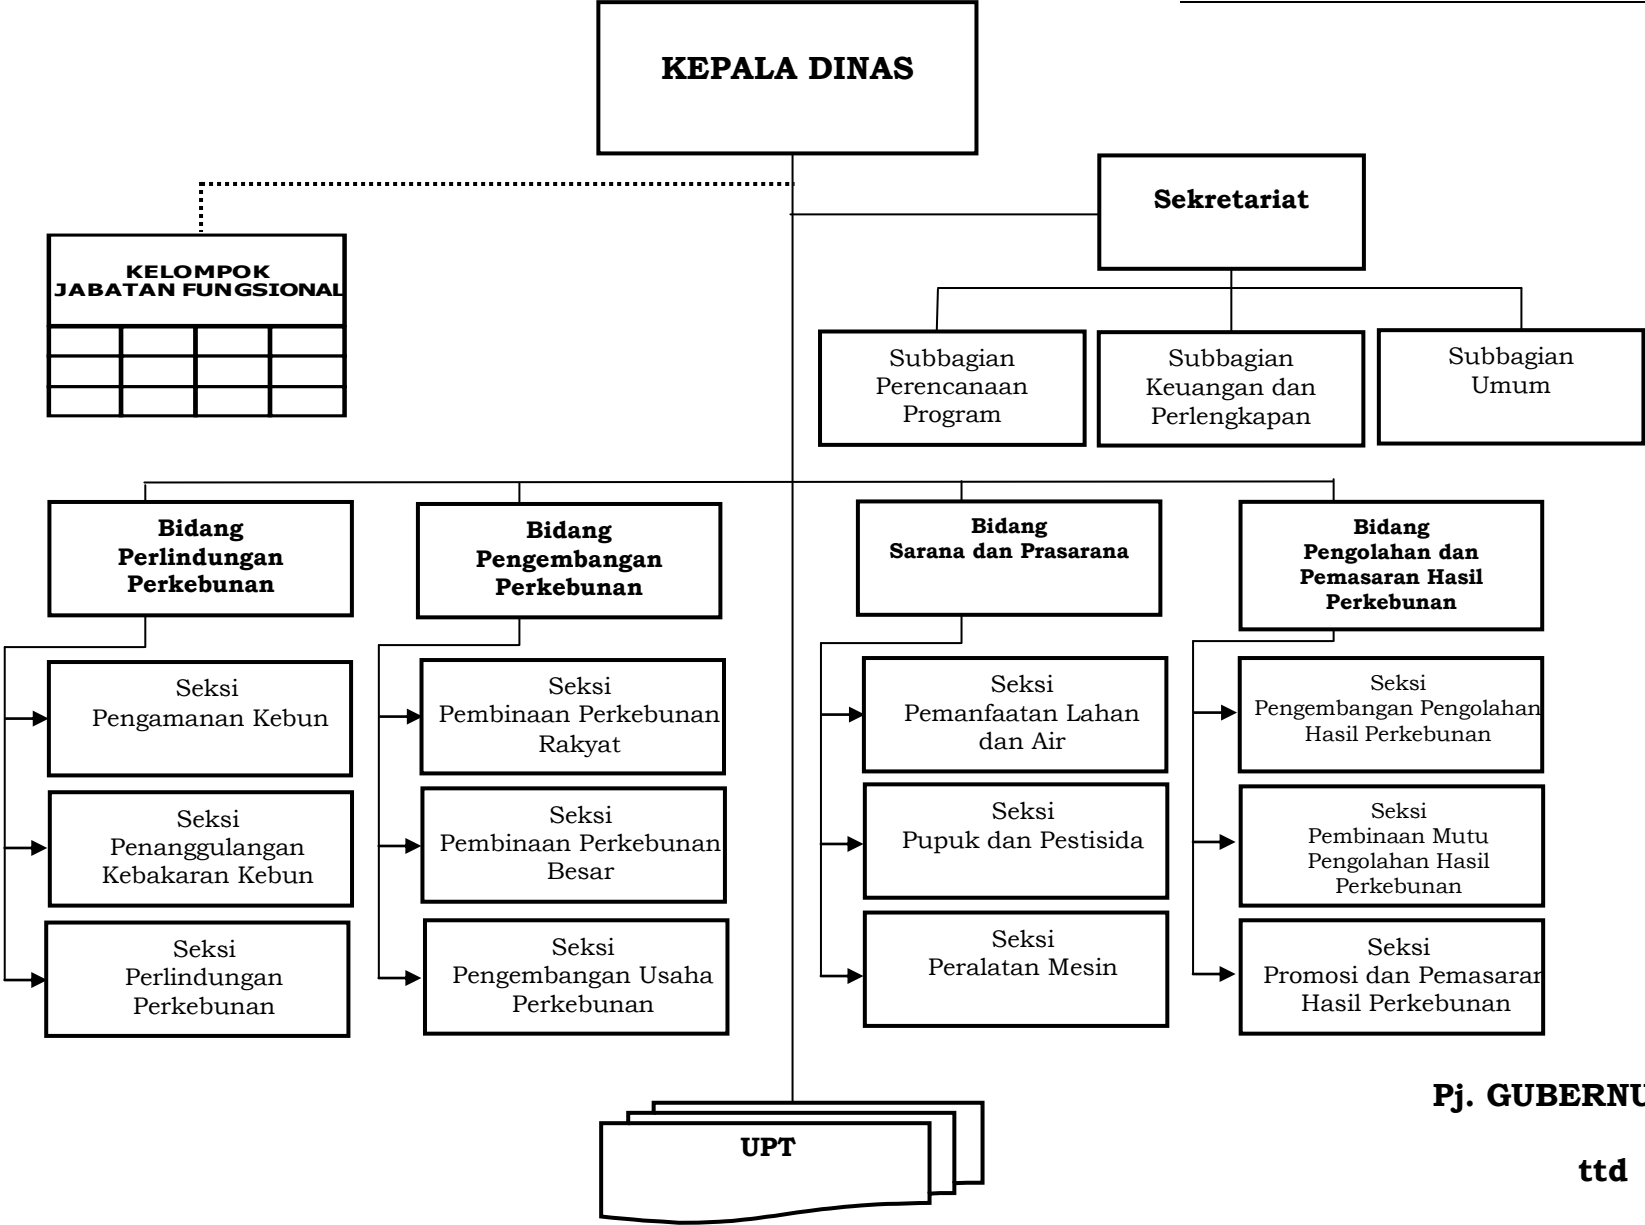 KEPALA DINAS
Sekretariat
KELOMPOK
JABATAN FUNGSIONAL
Subbagian
Perencanaan
Program
Subbagian
Keuangan dan
Perlengkapan
Subbagian
Umum
Bidang
Perlindungan
Perkebunan
Bidang
Pengembangan
Perkebunan
Bidang
Sarana dan Prasarana
Bidang
Pengolahan dan
Pemasaran Hasil
Perkebunan
Seksi
Pengamanan Kebun
Seksi
Pembinaan Perkebunan
Rakyat
Seksi
Pemanfaatan Lahan
dan Air
Seksi
Pengembangan Pengolahan
Hasil Perkebunan
Seksi
Penanggulangan
Kebakaran Kebun
Seksi
Pembinaan Perkebunan
Besar
Seksi
Pupuk dan Pestisida
Seksi
Pembinaan Mutu
Pengolahan Hasil
Perkebunan
Seksi
Perlindungan
Perkebunan
Seksi
Pengembangan Usaha
Perkebunan
Seksi
Peralatan Mesin
Seksi
Promosi dan Pemasaran
Hasil Perkebunan
Pj. GUBERNU
UPT
ttd